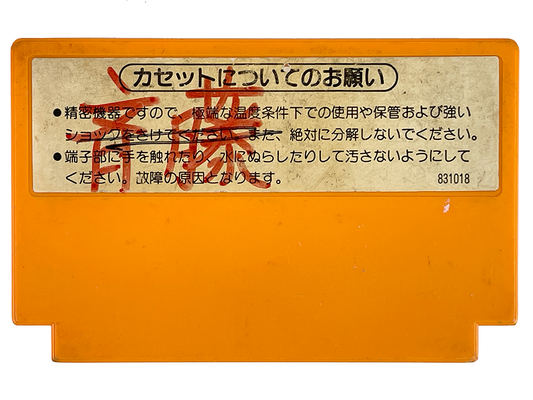 カセットについてのお願い
●精密機器ですので、極端な温度条件下での使用や保管および強い
ショックをさけてください。また、絶対に分解しないでください。
●端子部に手を触れたり、水にぬらしたりして汚さないようにして
ください。故障の原因となります。
831018
斉藤